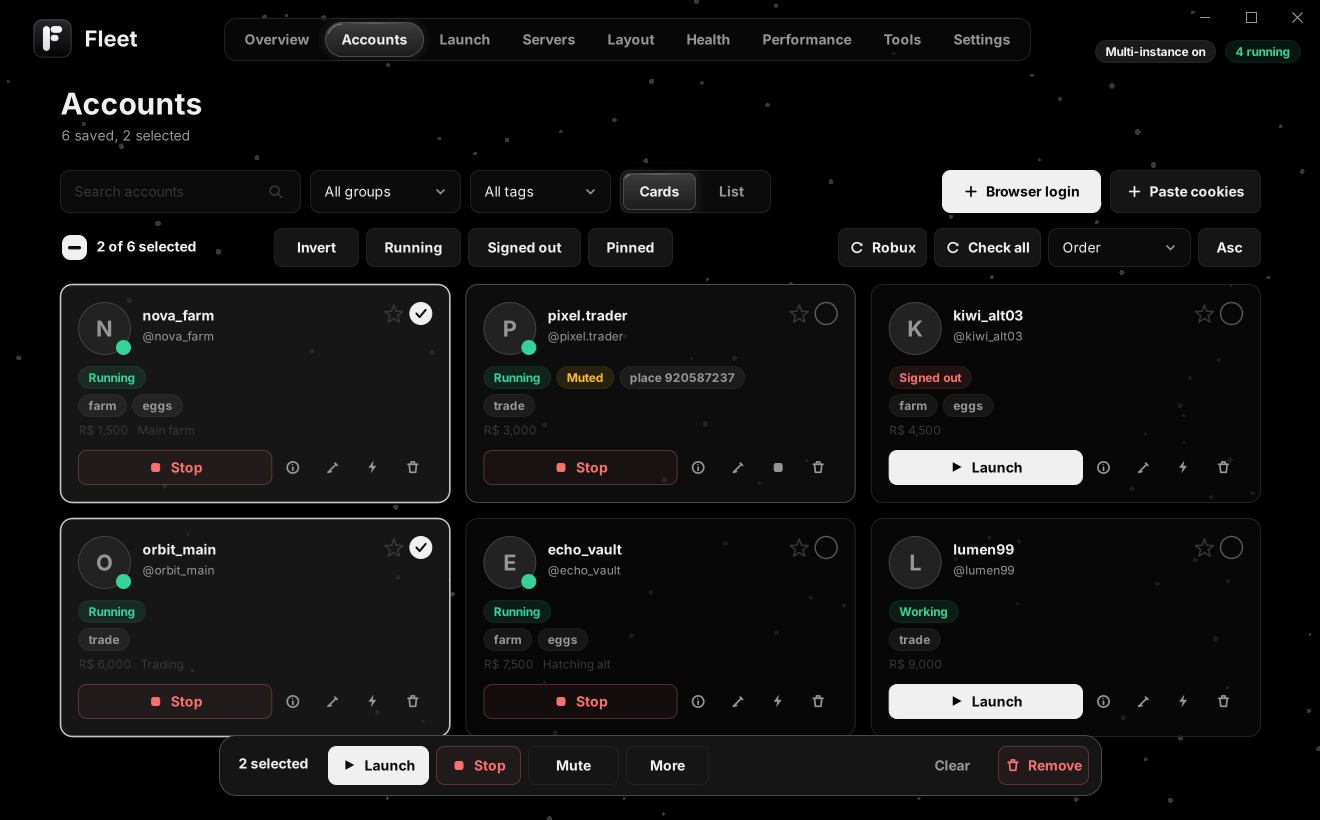 Fleet
Overview Accounts Launch Servers Layout Health Performance Tools Settings
Multi-instance on 4 running
Accounts
6 saved, 2 selected
Search accounts All groups All tags Cards List Browser login Paste cookies
2 of 6 selected Invert Running Signed out Pinned Robux Check all Order Asc
N nova_farm
@nova_farm
Running
farm eggs
R$ 1,500 Main farm
Stop
P pixel.trader
@pixel.trader
Running Muted place 920587237
trade
R$ 3,000
Stop
K kiwi_alt03
@kiwi_alt03
Signed out
farm eggs
R$ 4,500
Launch
O orbit_main
@orbit_main
Running
trade
R$ 6,000 Trading
Stop
E echo_vault
@echo_vault
Running
farm eggs
R$ 7,500 Hatching alt
Stop
L lumen99
@lumen99
Working
trade
R$ 9,000
Launch
2 selected Launch Stop Mute More Clear Remove